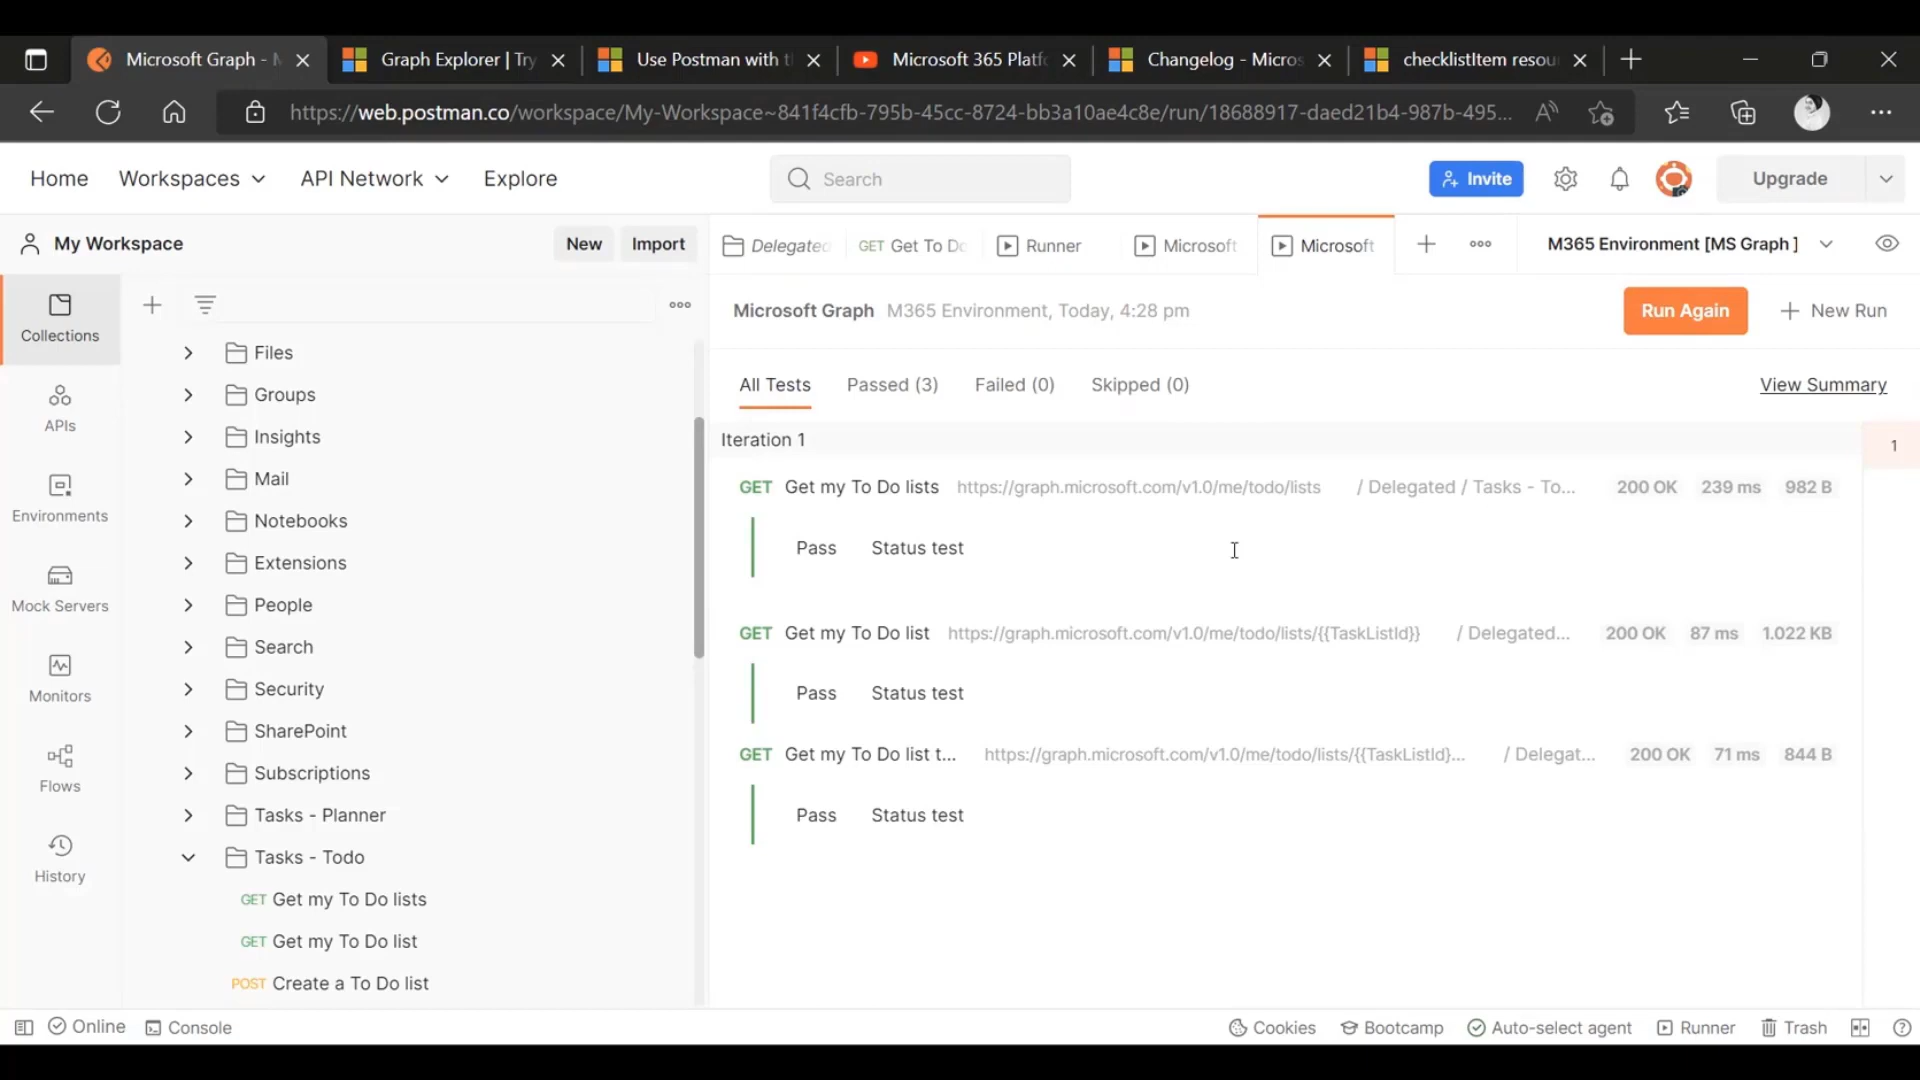 Microsoft Graph - M
Graph Explorer | Try
Use Postman with t
Microsoft 365 Platf
Changelog - Micros
checklistItem resou
https://web.postman.co/workspace/My-Workspace~841f4cfb-795b-45cc-8724-bb3a10ae4c8e/run/18688917-daed21b4-987b-495...
Home
Workspaces
API Network
Explore
Search
Invite
Upgrade
My Workspace
New
Import
Delegated
GET Get To Do
Runner
Microsoft
Microsoft
M365 Environment [MS Graph ]
Collections
APIs
Environments
Mock Servers
Monitors
Flows
History
Files
Groups
Insights
Mail
Notebooks
Extensions
People
Search
Security
SharePoint
Subscriptions
Tasks - Planner
Tasks - Todo
GET Get my To Do lists
GET Get my To Do list
POST Create a To Do list
Microsoft Graph M365 Environment, Today, 4:28 pm
Run Again
New Run
All Tests
Passed (3)
Failed (0)
Skipped (0)
View Summary
Iteration 1
1
GET Get my To Do lists https://graph.microsoft.com/v1.0/me/todo/lists / Delegated / Tasks - To... 200 OK 239 ms 982 B
Pass Status test
GET Get my To Do list https://graph.microsoft.com/v1.0/me/todo/lists/{{TaskListId}} / Delegated... 200 OK 87 ms 1.022 KB
Pass Status test
GET Get my To Do list t... https://graph.microsoft.com/v1.0/me/todo/lists/{{TaskListId}... / Delegat... 200 OK 71 ms 844 B
Pass Status test
Online
Console
Cookies
Bootcamp
Auto-select agent
Runner
Trash